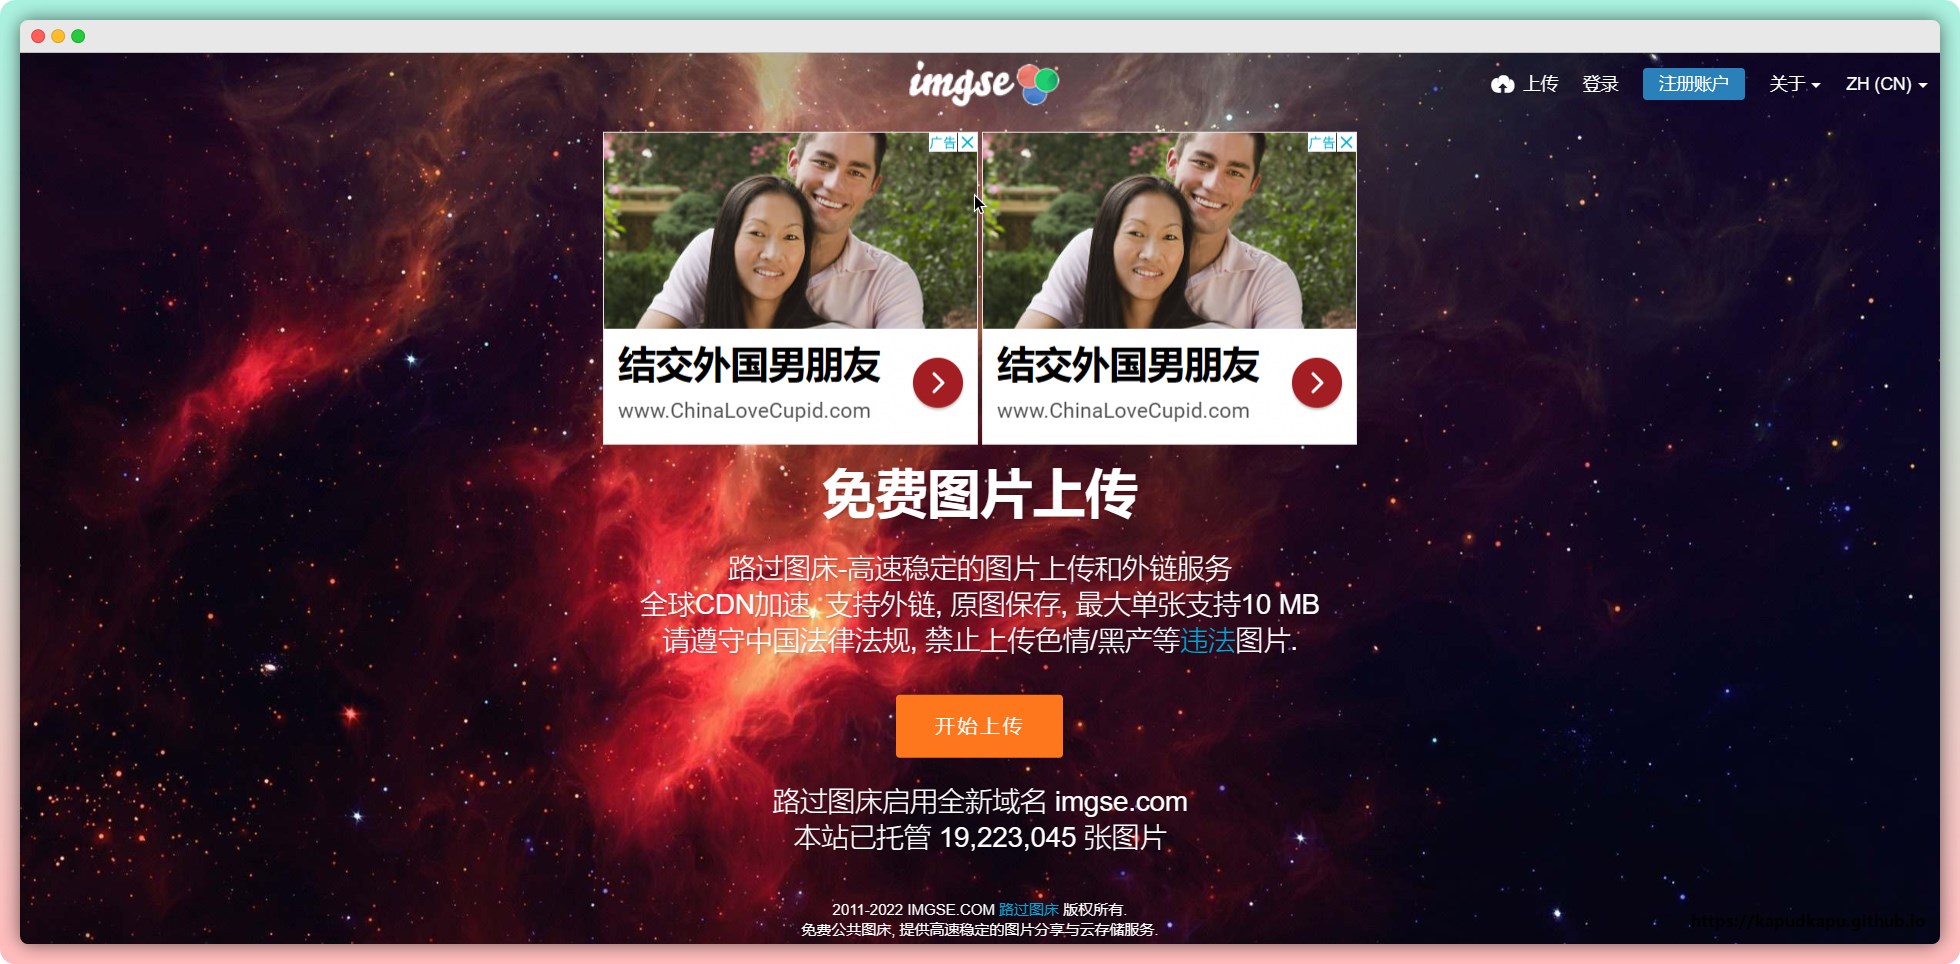 imgse
上传 登录 注册账户 关于 ZH (CN)
广告
广告
结交外国男朋友
www.ChinaLoveCupid.com
结交外国男朋友
www.ChinaLoveCupid.com
免费图片上传
路过图床-高速稳定的图片上传和外链服务
全球CDN加速, 支持外链, 原图保存, 最大单张支持10 MB
请遵守中国法律法规, 禁止上传色情/黑产等违法图片.
开始上传
路过图床启用全新域名 imgse.com
本站已托管 19,223,045 张图片
2011-2022 IMGSE.COM 路过图床 版权所有.
免费公共图床, 提供高速稳定的图片分享与云存储服务.
https://kapudkapu.github.io